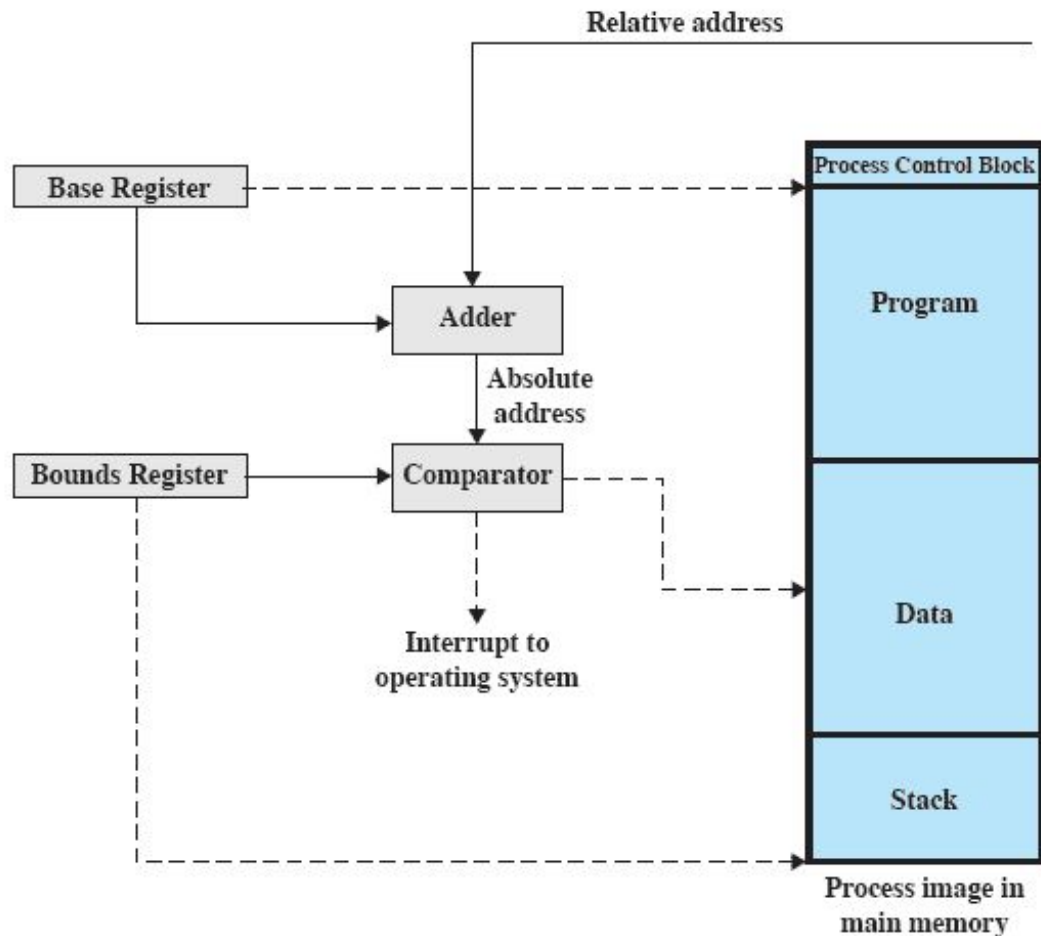 Relative address
Process Control Block
Base Register
Program
Adder
Absolute
address
Bounds Register
Comparator
Data
Interrupt to
operating system
Stack
Process image in
main memory